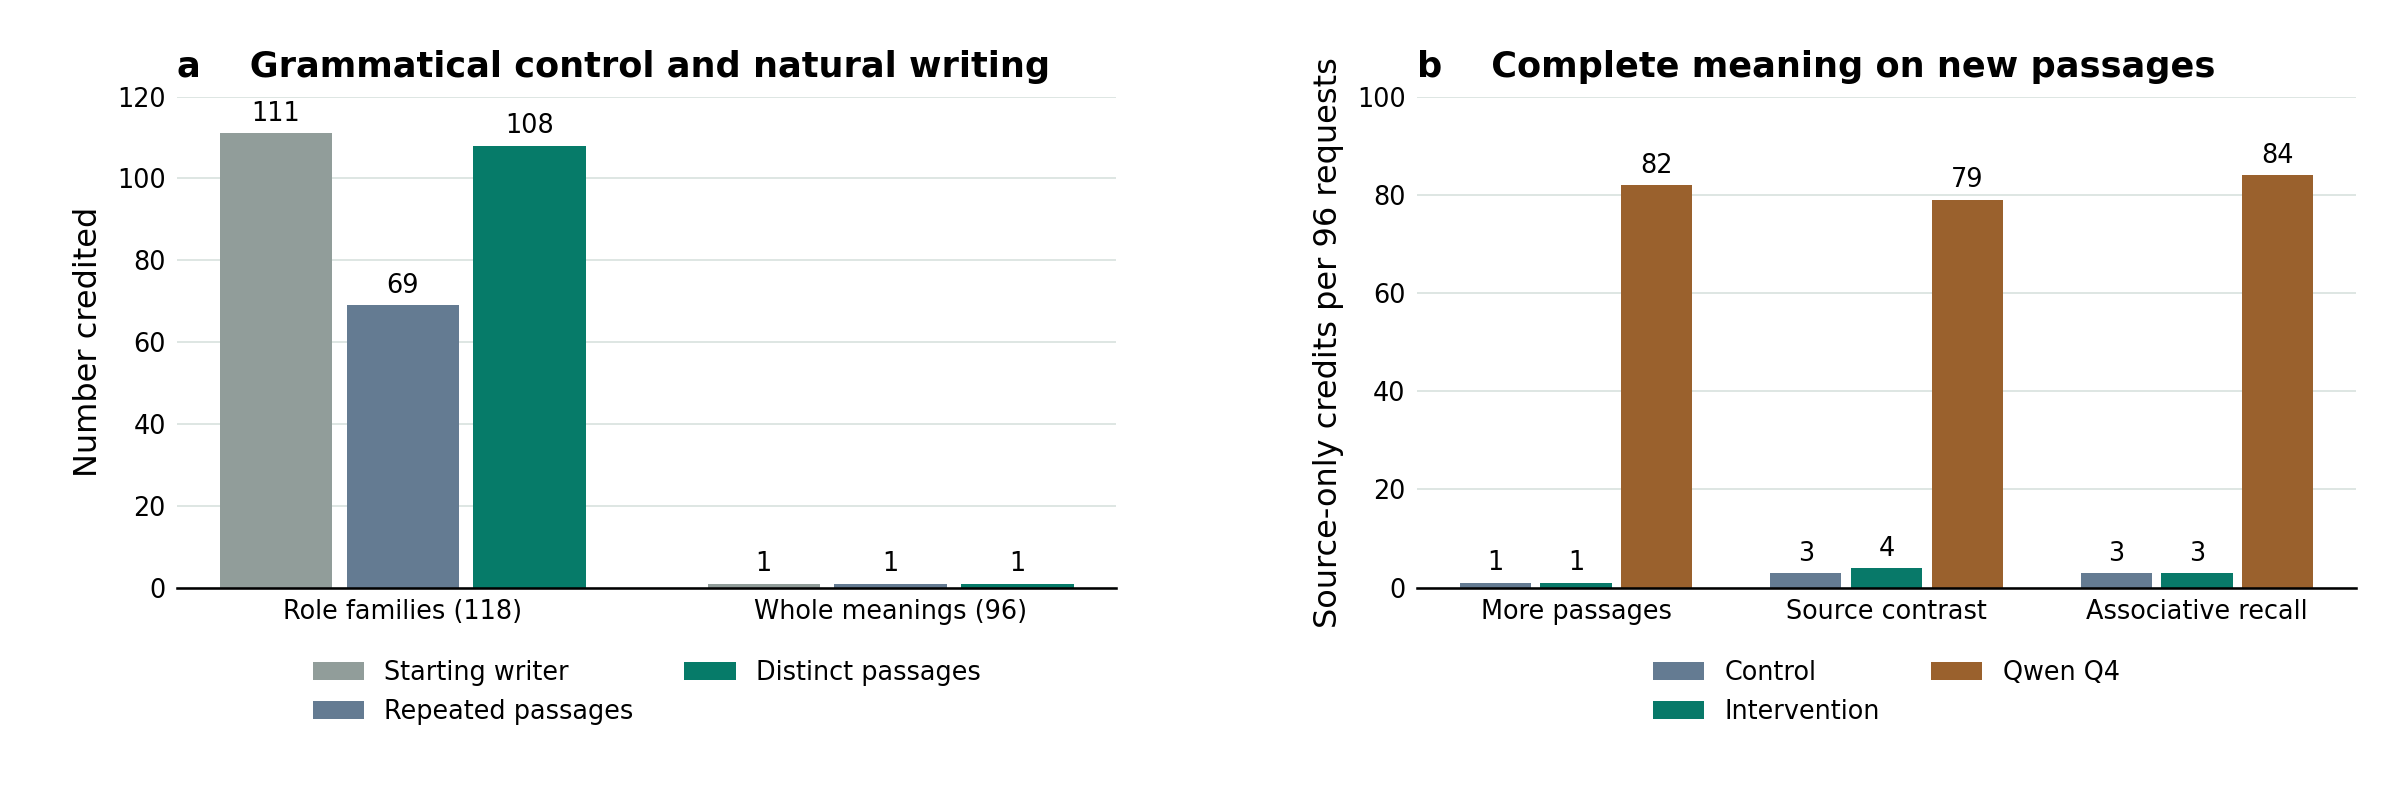 a Grammatical control and natural writing
Number credited
120
100
80
60
40
20
0
111
69
108
1
1
1
Role families (118)
Whole meanings (96)
Starting writer
Repeated passages
Distinct passages
b Complete meaning on new passages
Source-only credits per 96 requests
100
80
60
40
20
0
1
1
82
3
4
79
3
3
84
More passages
Source contrast
Associative recall
Control
Intervention
Qwen Q4